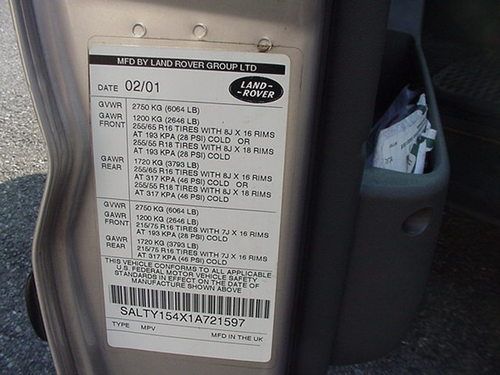 MFD BY LAND ROVER GROUP LTD
DATE 02/01
LAND-
-ROVER
GVWR 2750 KG (6064 LB)
GAWR 1200 KG (2646 LB)
FRONT 255/65 R16 TIRES WITH 8J X 16 RIMS
AT 193 KPA (28 PSI) COLD OR
255/55 R18 TIRES WITH 8J X 18 RIMS
AT 193 KPA (28 PSI) COLD
GAWR 1720 KG (3793 LB)
REAR 255/65 R16 TIRES WITH 8J X 16 RIMS
AT 317 KPA (46 PSI) COLD OR
255/55 R18 TIRES WITH 8J X 18 RIMS
AT 317 KPA (46 PSI) COLD
GVWR 2750 KG (6064 LB)
GAWR 1200 KG (2646 LB)
FRONT 215/75 R16 TIRES WITH 7J X 16 RIMS
AT 193 KPA (28 PSI) COLD
GAWR 1720 KG (3793 LB)
REAR 215/75 R16 TIRES WITH 7J X 16 RIMS
AT 317 KPA (46 PSI) COLD
THIS VEHICLE CONFORMS TO ALL APPLICABLE
U.S. FEDERAL MOTOR VEHICLE SAFETY
STANDARDS IN EFFECT ON THE DATE OF
MANUFACTURE SHOWN ABOVE
SALTY154X1A721597
TYPE MPV MFD IN THE UK